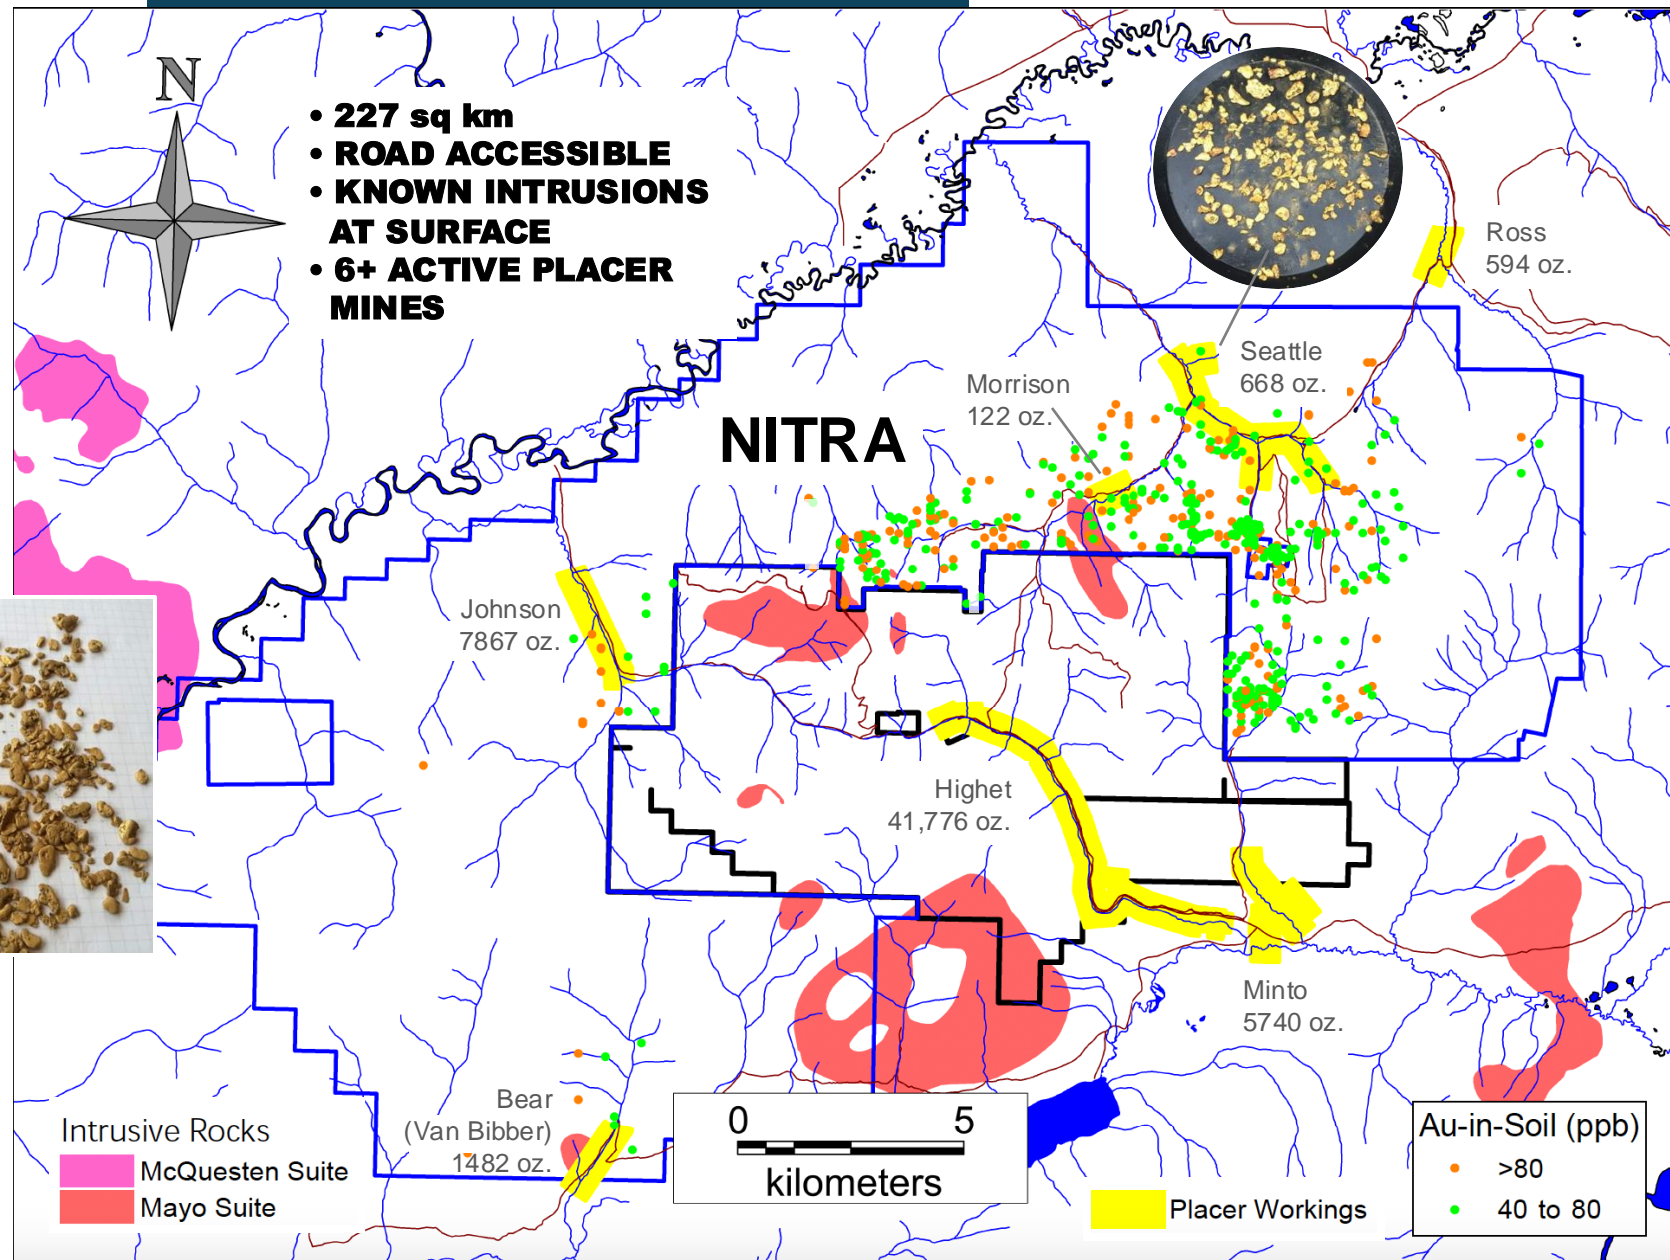 N
• 227 sq km
• ROAD ACCESSIBLE
• KNOWN INTRUSIONS
AT SURFACE
• 6+ ACTIVE PLACER
MINES
Ross
594 oz.
Seattle
668 oz.
Morrison
122 oz.
NITRA
Johnson
7867 oz.
Highet
41,776 oz.
Minto
5740 oz.
Bear
(Van Bibber)
1482 oz.
Intrusive Rocks
McQuesten Suite
Mayo Suite
0 5
kilometers
Placer Workings
Au-in-Soil (ppb)
>80
40 to 80